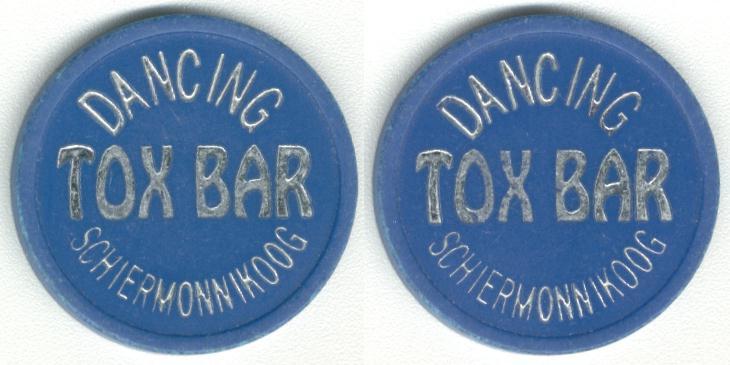 DANCING
TOX BAR
SCHIERMONNIKOOG
DANCING
TOX BAR
SCHIERMONNIKOOG